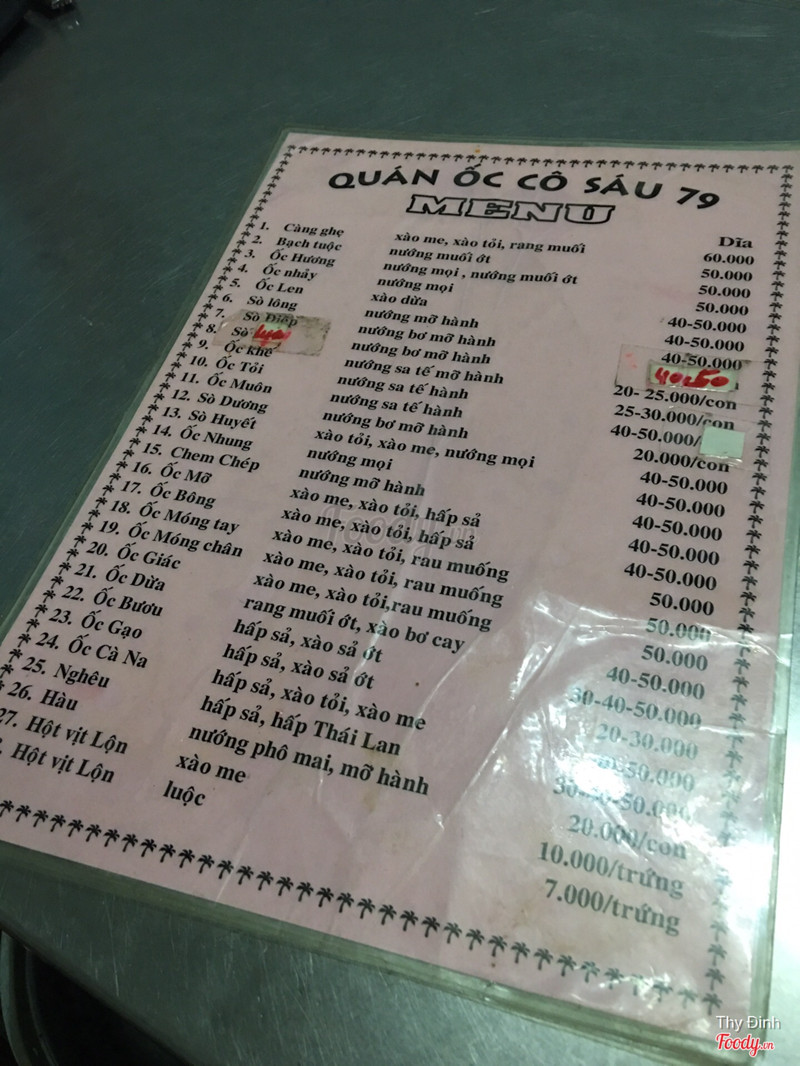 QUÁN ỐC CÔ SÁU 79
MENU
Dĩa
1. Càng ghẹ xào me, xào tỏi, rang muối 60.000
2. Bạch tuộc nướng muối ớt 50.000
3. Ốc Hương nướng mọi , nướng muối ớt 50.000
4. Ốc nhảy nướng mọi 50.000
5. Ốc Len xào dừa 40-50.000
6. Sò lông nướng mỡ hành 40-50.000
7. Sò Điệp nướng bơ mỡ hành 40-50.000
8. Sò lụa nướng bơ mỡ hành 40.50
9. Ốc khế nướng sa tế mỡ hành 20- 25.000/con
10. Ốc Tỏi nướng sa tế hành 25-30.000/con
11. Ốc Muôn nướng sa tế hành 40-50.000/
12. Sò Dương nướng bơ mỡ hành 20.000/con
13. Sò Huyết xào tỏi, xào me, nướng mọi 40-50.000
14. Ốc Nhung nướng mọi 40-50.000
15. Chem Chép nướng mỡ hành 40-50.000
16. Ốc Mỡ xào me, xào tỏi, hấp sả 40-50.000
17. Ốc Bông xào me, xào tỏi, hấp sả 40-50.000
18. Ốc Móng tay xào me, xào tỏi, rau muống 50.000
19. Ốc Móng chân xào me, xào tỏi, rau muống 50.000
20. Ốc Giác xào me, xào tỏi,rau muống 50.000
21. Ốc Dừa rang muối ớt, xào bơ cay 40-50.000
22. Ốc Bươu hấp sả, xào sả ớt 30-40-50.000
23. Ốc Gạo hấp sả, xào sả ớt 20-30.000
24. Ốc Cà Na hấp sả, xào tỏi, xào me
25. Nghêu hấp sả, hấp Thái Lan 30-40-50.000
26. Hàu nướng phô mai, mỡ hành 20.000/con
27. Hột vịt Lộn xào me 10.000/trứng
. Hột vịt Lộn luộc 7.000/trứng
Thy Đinh
Foody.vn